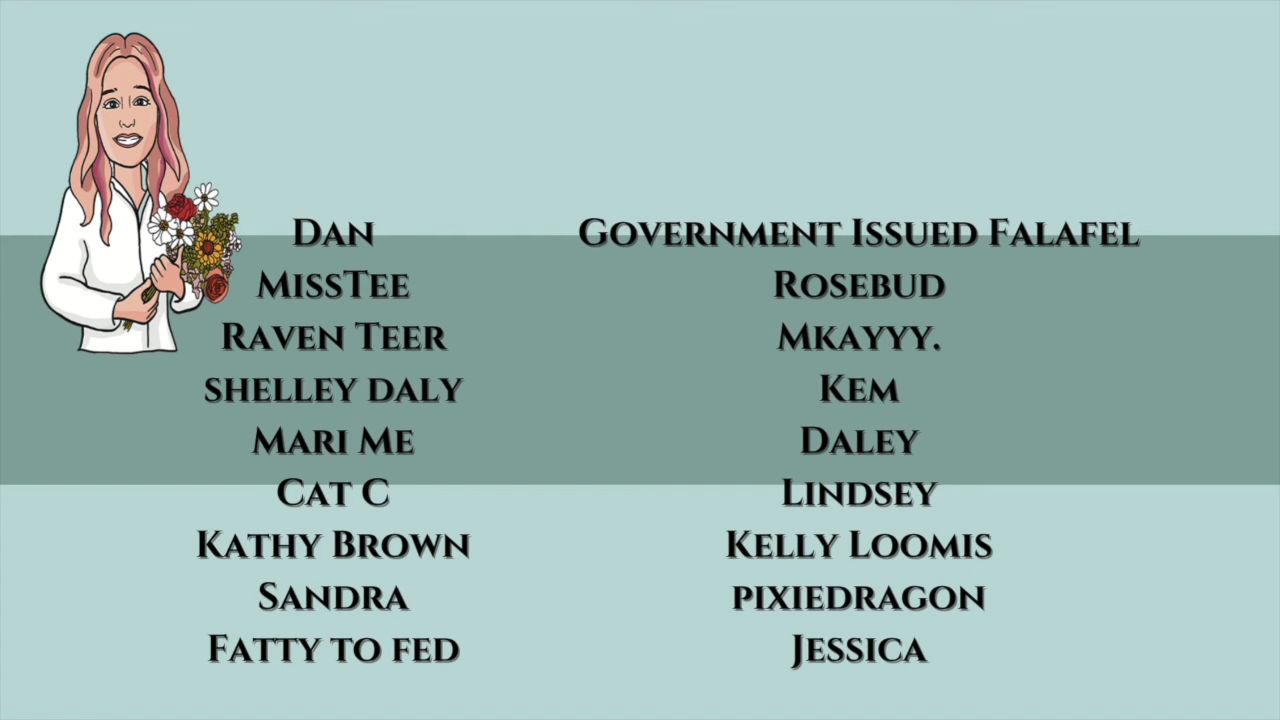 Dan
MissTee
Raven Teer
shelley daly
Mari Me
Cat C
Kathy Brown
Sandra
Fatty to fed
Government Issued Falafel
Rosebud
Mkayyy.
Kem
Daley
Lindsey
Kelly Loomis
pixiedragon
Jessica